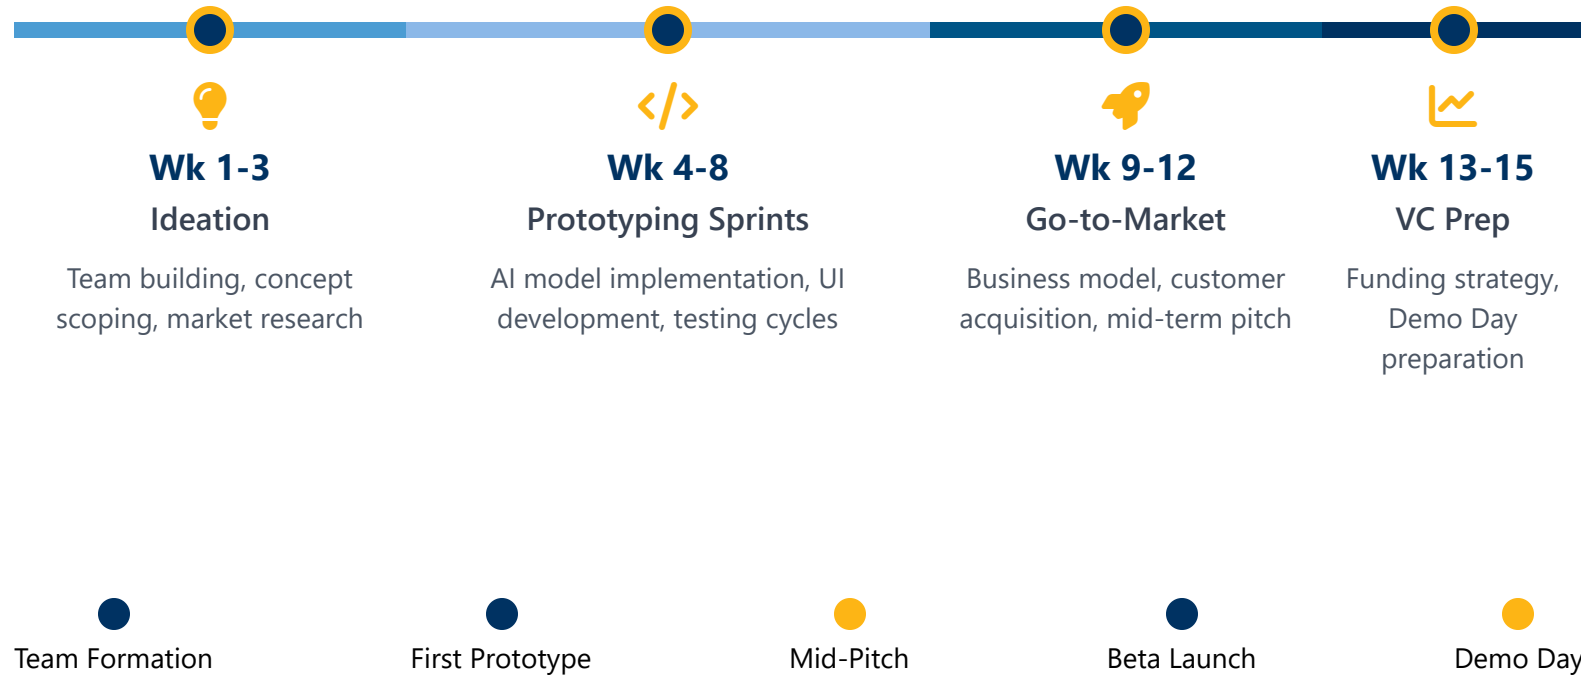 Wk 1-3
Ideation
Team building, concept
scoping, market research
Wk 4-8
Prototyping Sprints
AI model implementation, UI
development, testing cycles
Wk 9-12
Go-to-Market
Business model, customer
acquisition, mid-term pitch
Wk 13-15
VC Prep
Funding strategy,
Demo Day
preparation
Team Formation
First Prototype
Mid-Pitch
Beta Launch
Demo Day